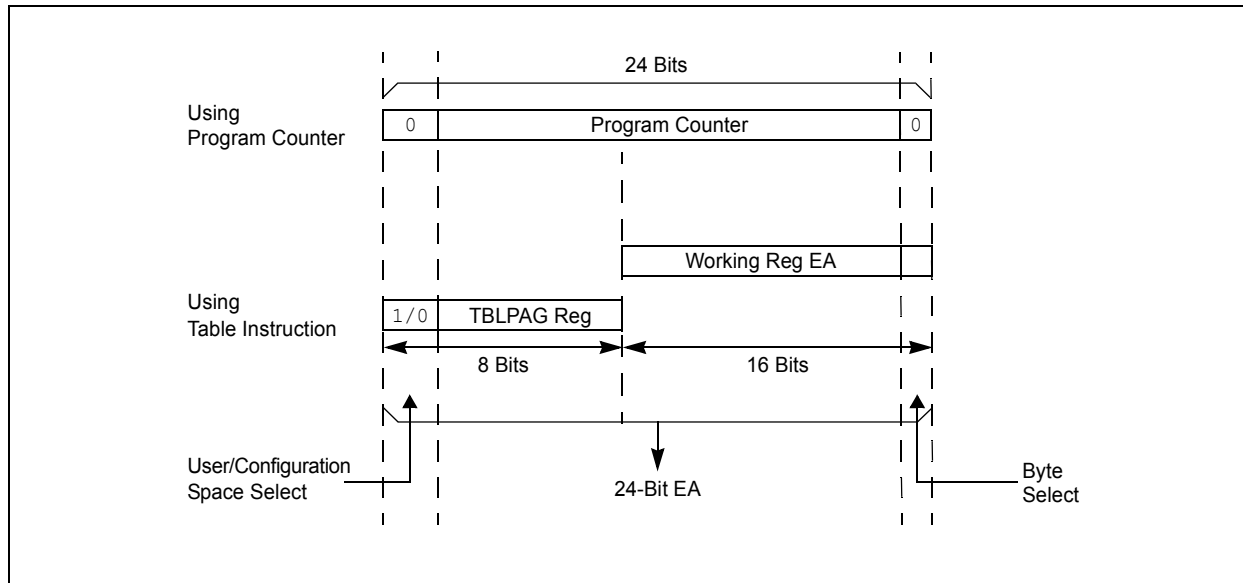 24 Bits
Using
Program Counter
0
Program Counter
0
Working Reg EA
Using
Table Instruction
1/0
TBLPAG Reg
8 Bits
16 Bits
User/Configuration
Space Select
24-Bit EA
Byte
Select